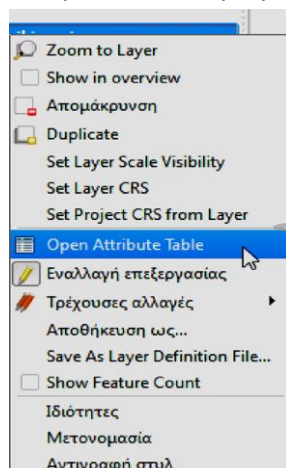 Zoom to Layer
Show in overview
Απομάκρυνση
Duplicate
Set Layer Scale Visibility
Set Layer CRS
Set Project CRS from Layer
Open Attribute Table
Εναλλαγή επεξεργασίας
Τρέχουσες αλλαγές
Αποθήκευση ως...
Save As Layer Definition File...
Show Feature Count
Ιδιότητες
Μετονομασία
Αντιγραφή στυλ